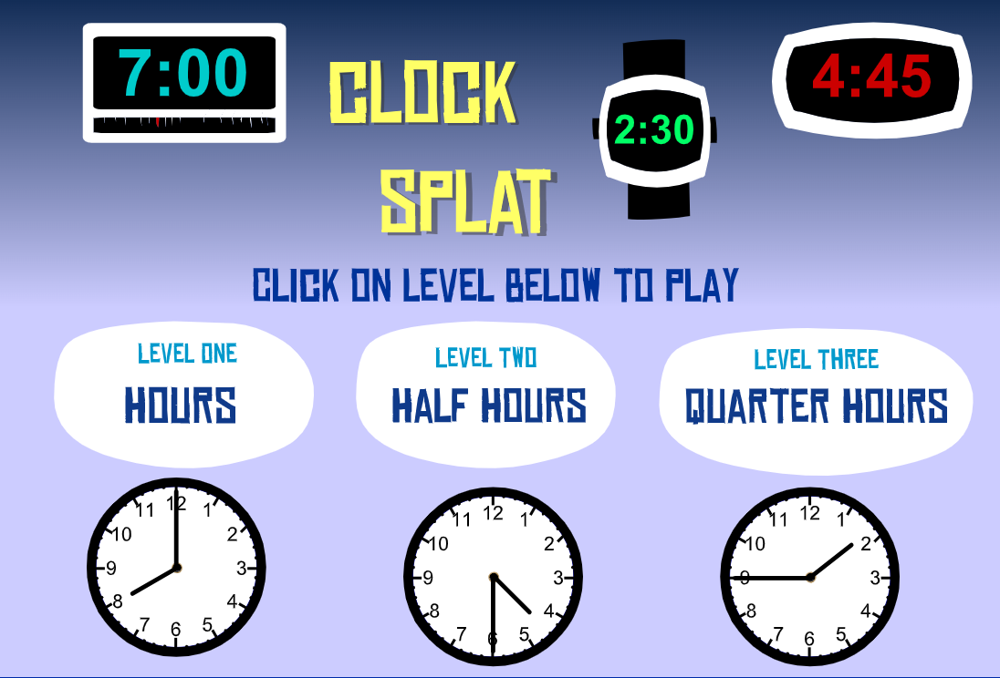 7:00
4:45
CLOCK
2:30
SPLAT
CLICK ON LEVEL BELOW TO PLAY
LEVEL ONE
HOURS
LEVEL TWO
HALF HOURS
LEVEL THREE
QUARTER HOURS
12 1 2 3 4 5 6 7 8 9 10 11
12 1 2 3 4 5 6 7 8 9 10 11
12 1 2 3 4 5 6 7 8 9 10 11